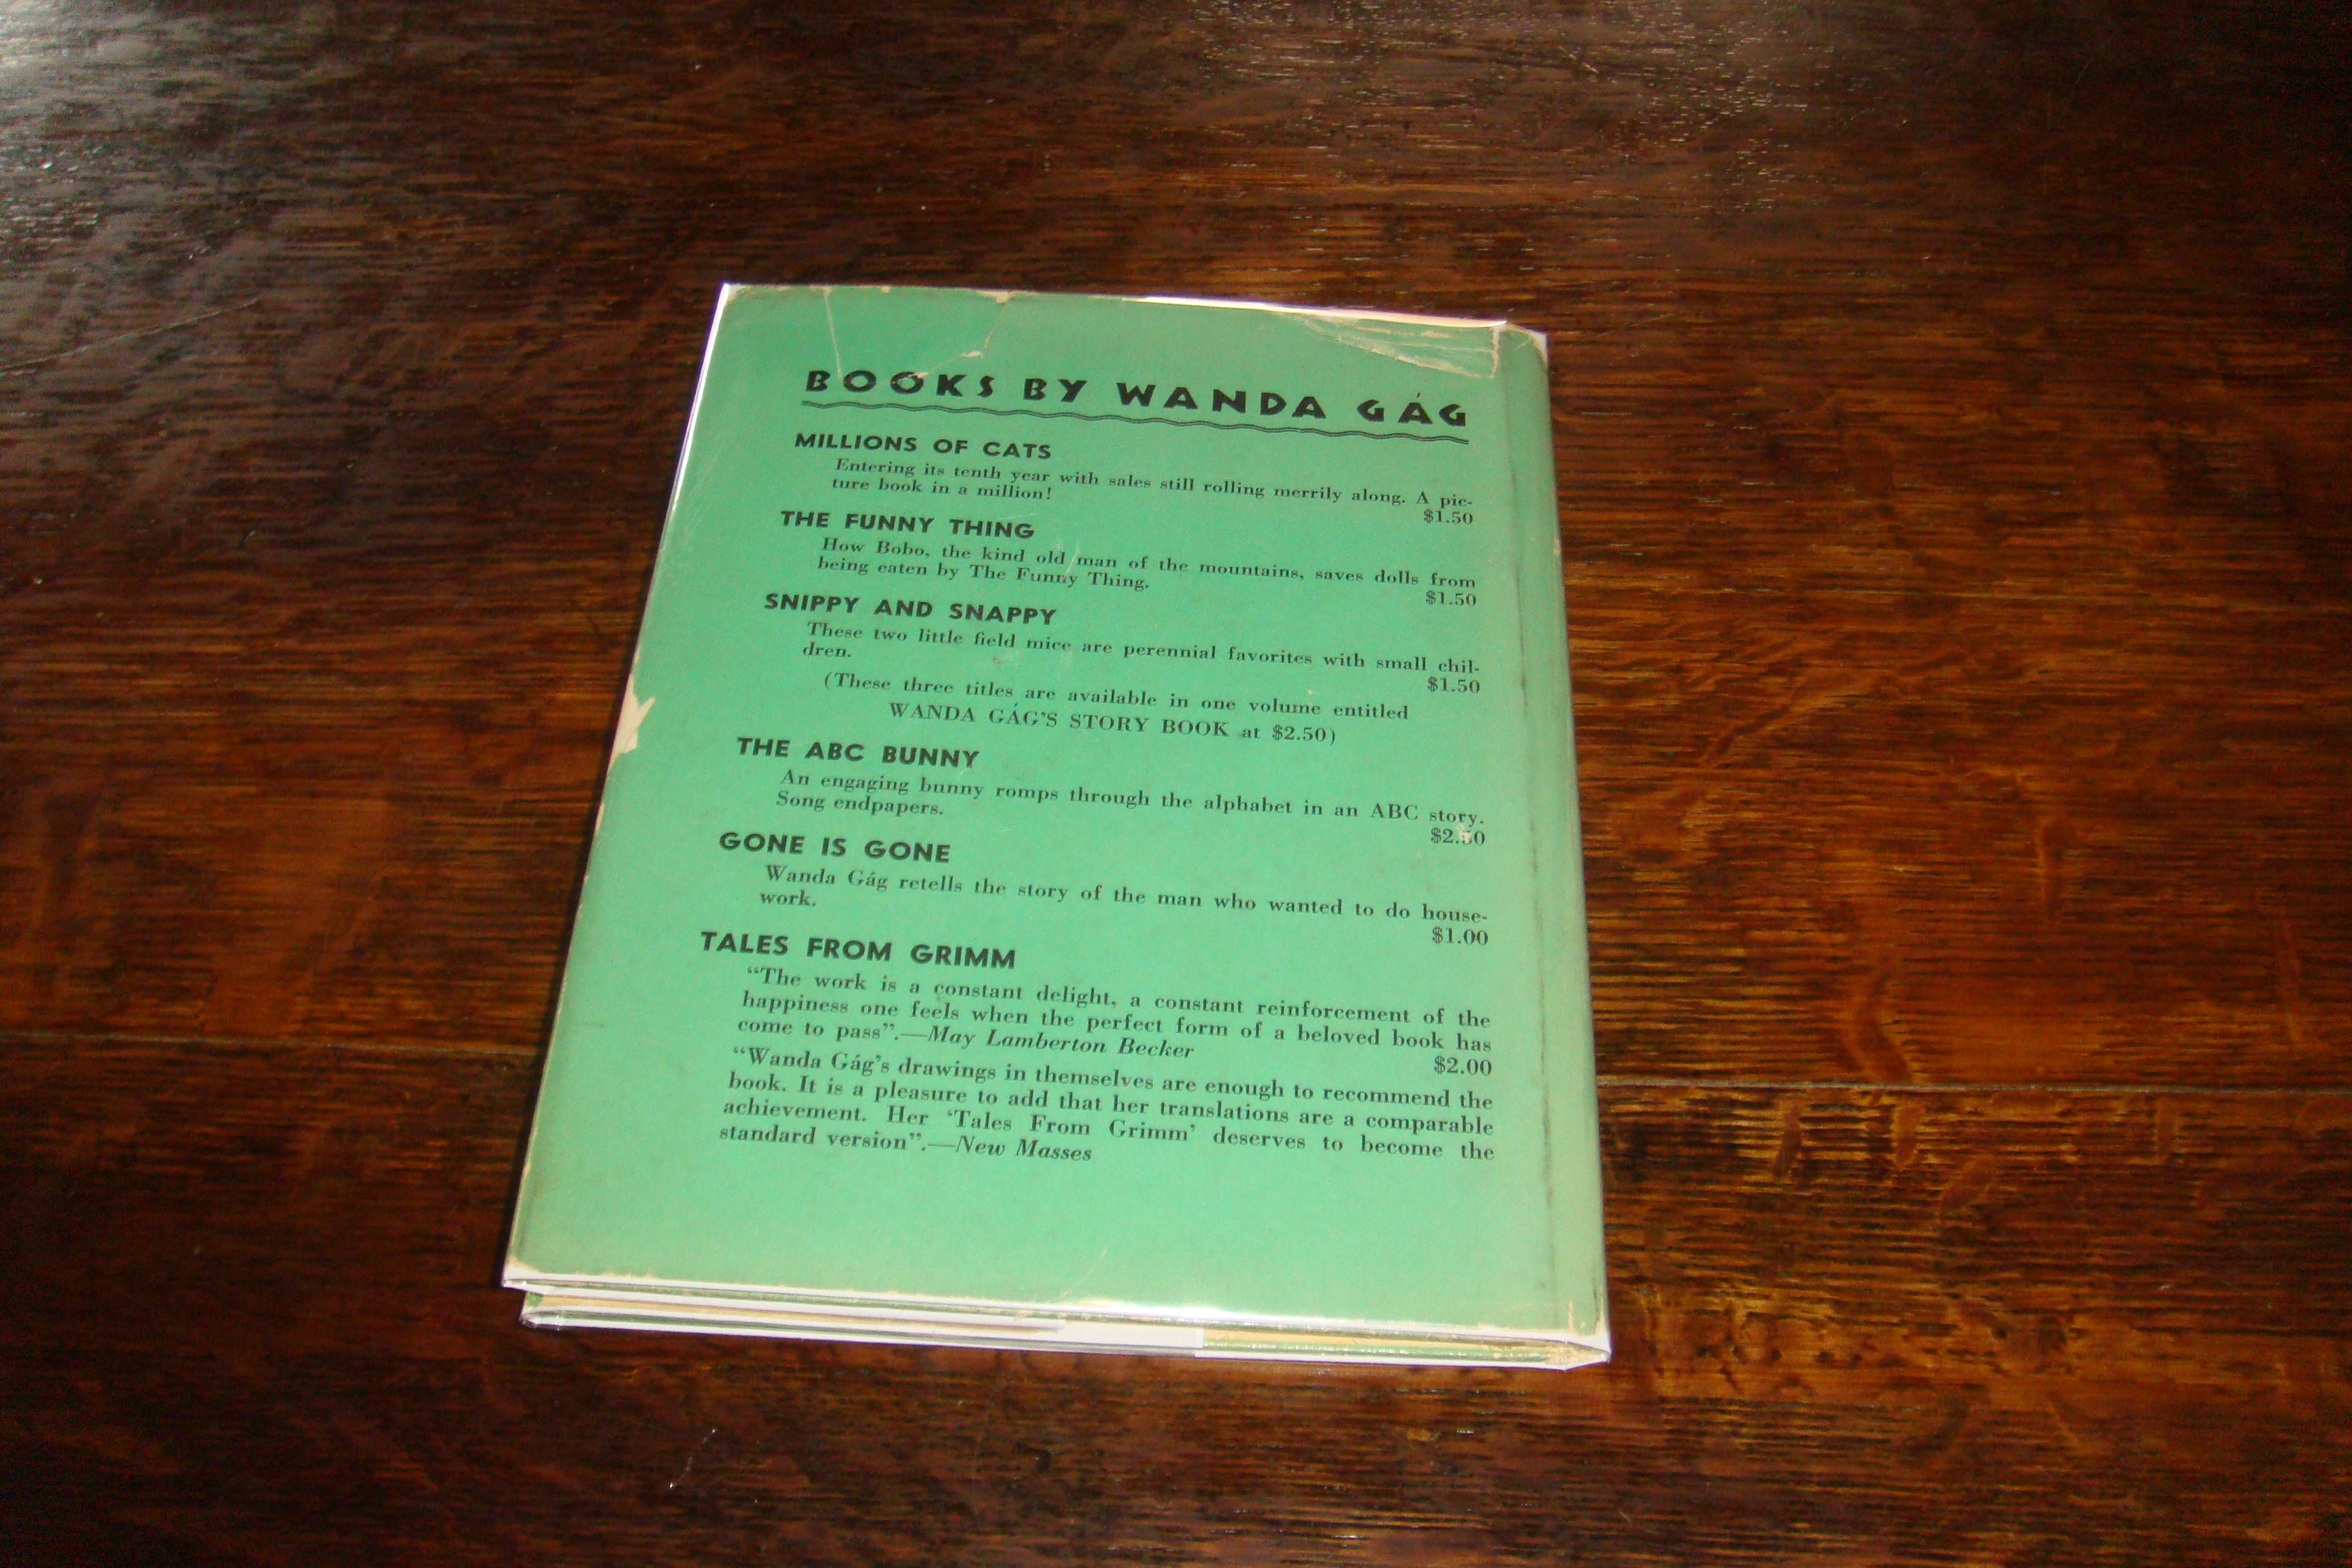 BOOKS BY WANDA GÁG
MILLIONS OF CATS
Entering its tenth year with sales still rolling merrily along. A pic-
ture book in a million! $1.50
THE FUNNY THING
How Bobo, the kind old man of the mountains, saves dolls from
being eaten by The Funny Thing. $1.50
SNIPPY AND SNAPPY
These two little field mice are perennial favorites with small chil-
dren. $1.50
(These three titles are available in one volume entitled
WANDA GÁG'S STORY BOOK at $2.50)
THE ABC BUNNY
An engaging bunny romps through the alphabet in an ABC story.
Song endpapers. $2.50
GONE IS GONE
Wanda Gág retells the story of the man who wanted to do house-
work. $1.00
TALES FROM GRIMM
“The work is a constant delight, a constant reinforcement of the
happiness one feels when the perfect form of a beloved book has
come to pass”.—May Lamberton Becker $2.00
“Wanda Gág's drawings in themselves are enough to recommend the
book. It is a pleasure to add that her translations are a comparable
achievement. Her ‘Tales From Grimm’ deserves to become the
standard version”.—New Masses